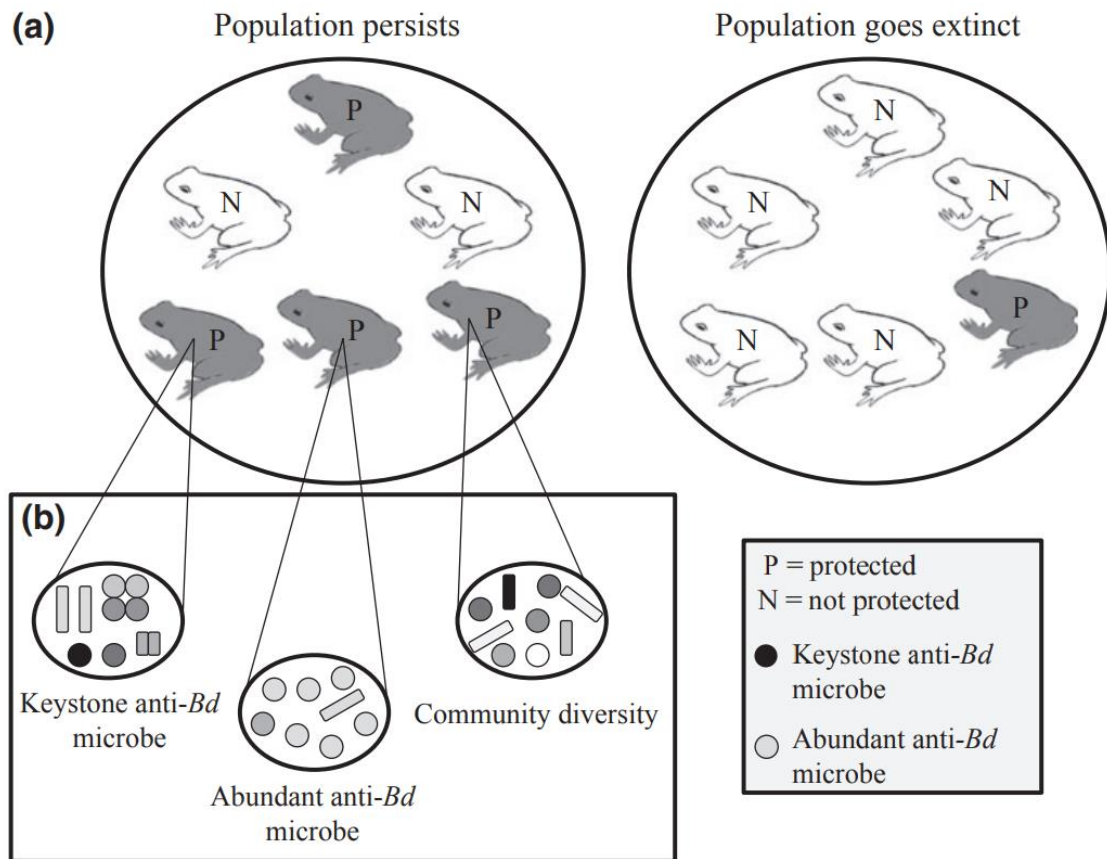 (a)
Population persists
Population goes extinct
P
N
N
P
P
P
N
N
N
N
N
P
(b)
Keystone anti-Bd
microbe
Abundant anti-Bd
microbe
Community diversity
P = protected
N = not protected
Keystone anti-Bd
microbe
Abundant anti-Bd
microbe